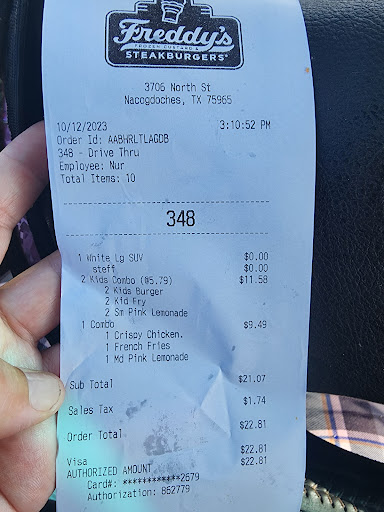 Freddy's
FROZEN CUSTARD &
STEAKBURGERS
3706 North St
Nacogdoches, TX 75965
10/12/2023 3:10:52 PM
Order Id: AABHRLTLAGDB
348 - Drive Thru
Employee: Nur
Total Items: 10
348
1 White Lg SUV $0.00
steff $0.00
2 Kids Combo (@5.79) $11.58
2 Kids Burger
2 Kid Fry
2 Sm Pink Lemonade
1 Combo $9.49
1 Crispy Chicken.
1 French Fries
1 Md Pink Lemonade
Sub Total $21.07
Sales Tax $1.74
Order Total $22.81
Visa $22.81
AUTHORIZED AMOUNT $22.81
Card#: ************2679
Authorization: 862779